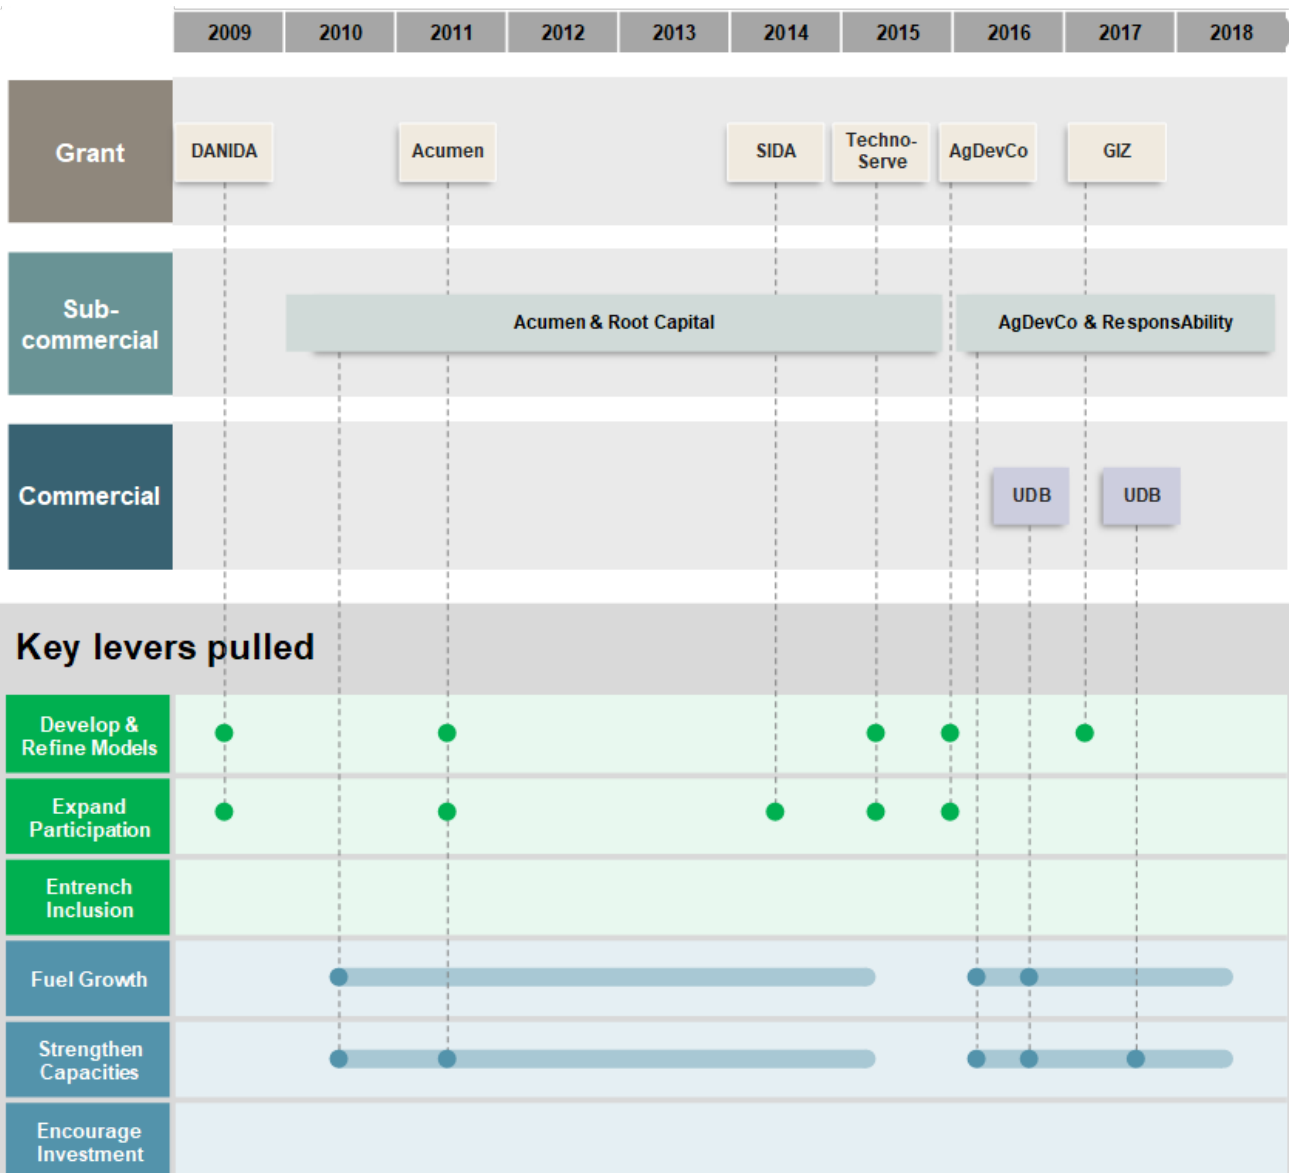 2009 2010 2011 2012 2013 2014 2015 2016 2017 2018
Grant
DANIDA
Acumen
SIDA
Techno-
Serve
AgDevCo
GIZ
Sub-
commercial
Acumen & Root Capital
AgDevCo & ResponsAbility
Commercial
UDB
UDB
Key levers pulled
Develop &
Refine Models
Expand
Participation
Entrench
Inclusion
Fuel Growth
Strengthen
Capacities
Encourage
Investment